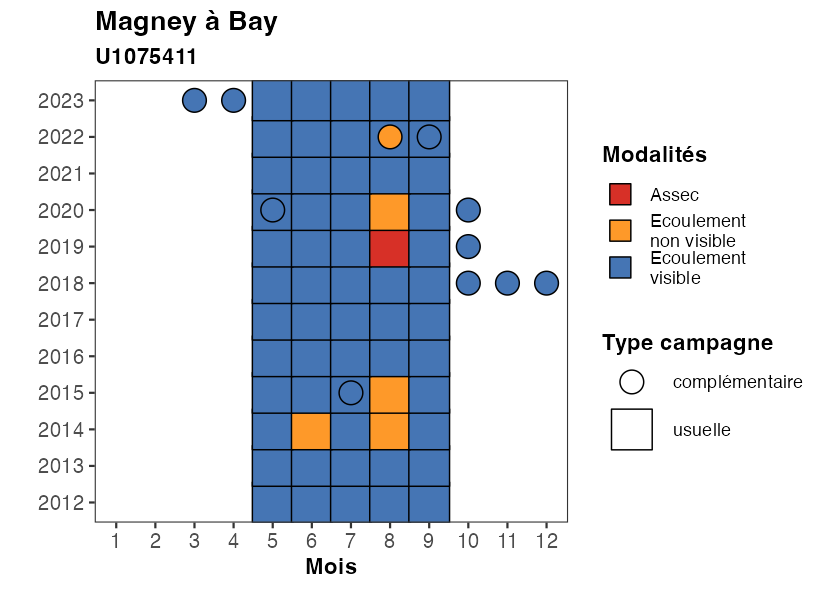 Magney à Bay
U1075411
2023
2022
2021
2020
2019
2018
2017
2016
2015
2014
2013
2012
1 2 3 4 5 6 7 8 9 10 11 12
Mois
Modalités
Assec
Ecoulement
non visible
Ecoulement
visible
Type campagne
complémentaire
usuelle